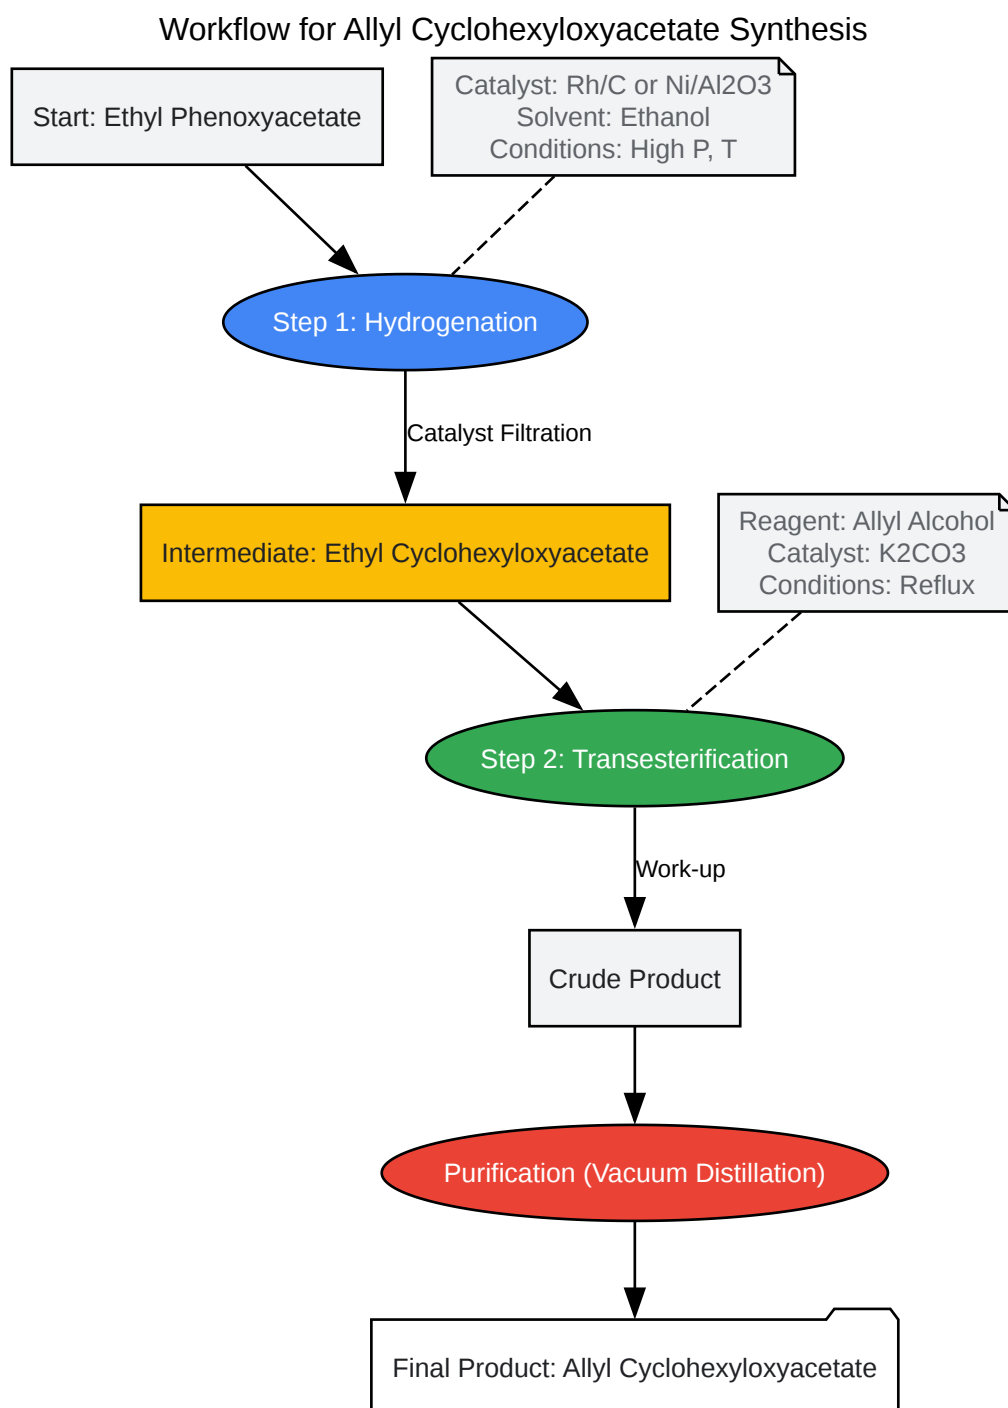 Workflow for Allyl Cyclohexyloxyacetate Synthesis
Start: Ethyl Phenoxyacetate
Catalyst: Rh/C or Ni/Al2O3
Solvent: Ethanol
Conditions: High P, T
Step 1: Hydrogenation
Catalyst Filtration
Intermediate: Ethyl Cyclohexyloxyacetate
Reagent: Allyl Alcohol
Catalyst: K2CO3
Conditions: Reflux
Step 2: Transesterification
Work-up
Crude Product
Purification (Vacuum Distillation)
Final Product: Allyl Cyclohexyloxyacetate